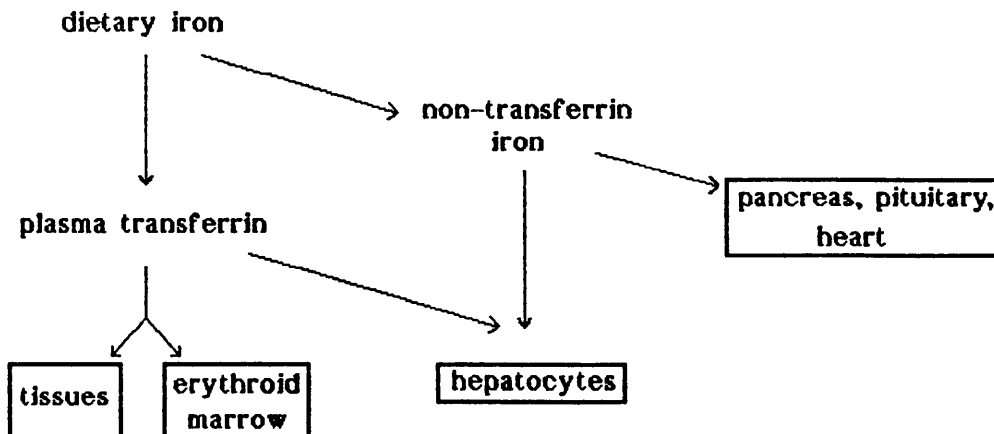 dietary iron
non-transferrin
iron
pancreas, pituitary,
heart
plasma transferrin
tissues
erythroid
marrow
hepatocytes